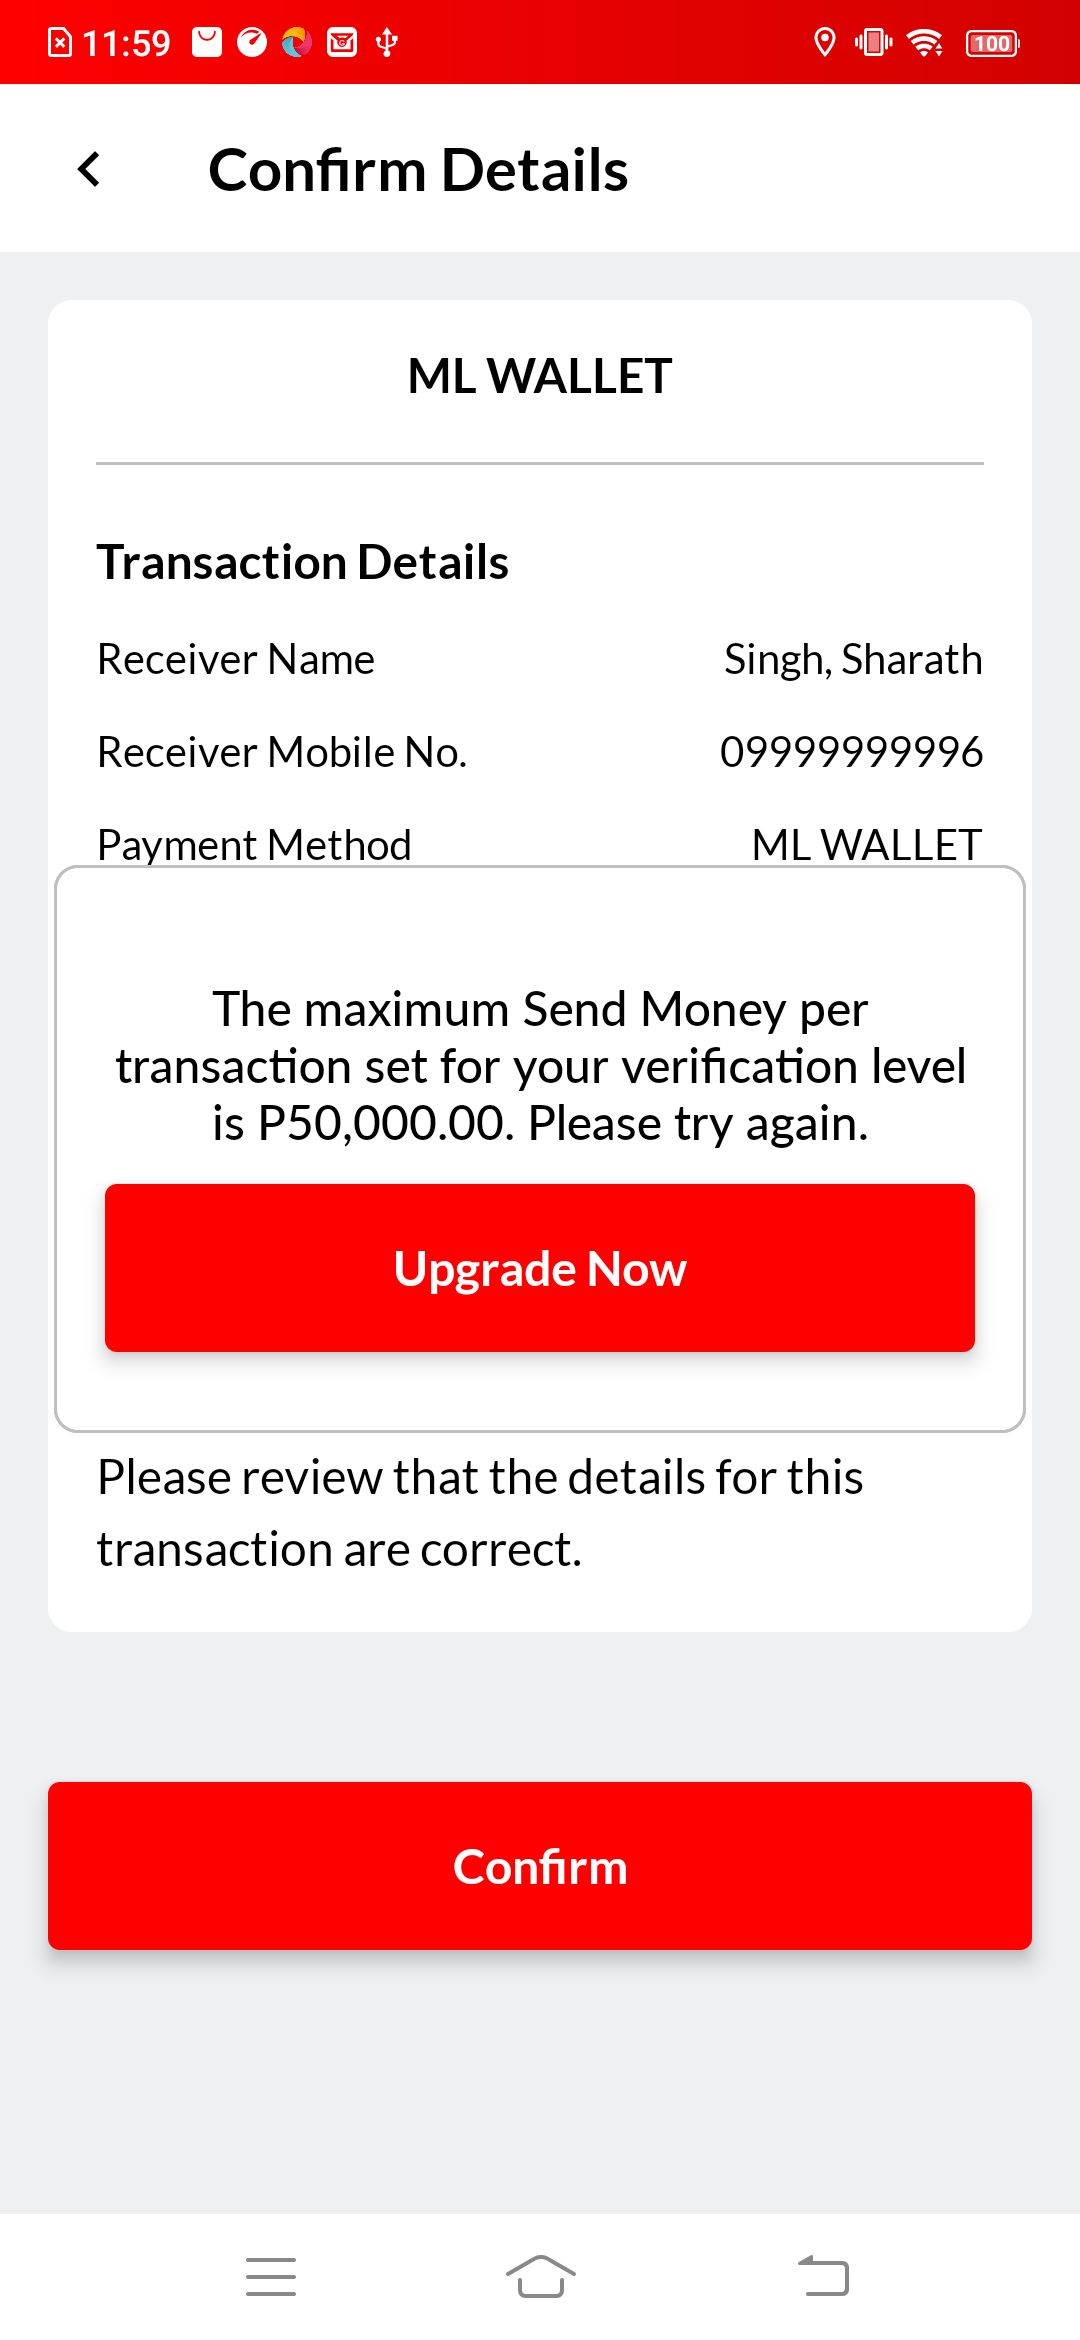 11:59
100
Confirm Details
ML WALLET
Transaction Details
Receiver Name Singh, Sharath
Receiver Mobile No. 09999999996
Payment Method ML WALLET
The maximum Send Money per
transaction set for your verification level
is P50,000.00. Please try again.
Upgrade Now
Please review that the details for this
transaction are correct.
Confirm